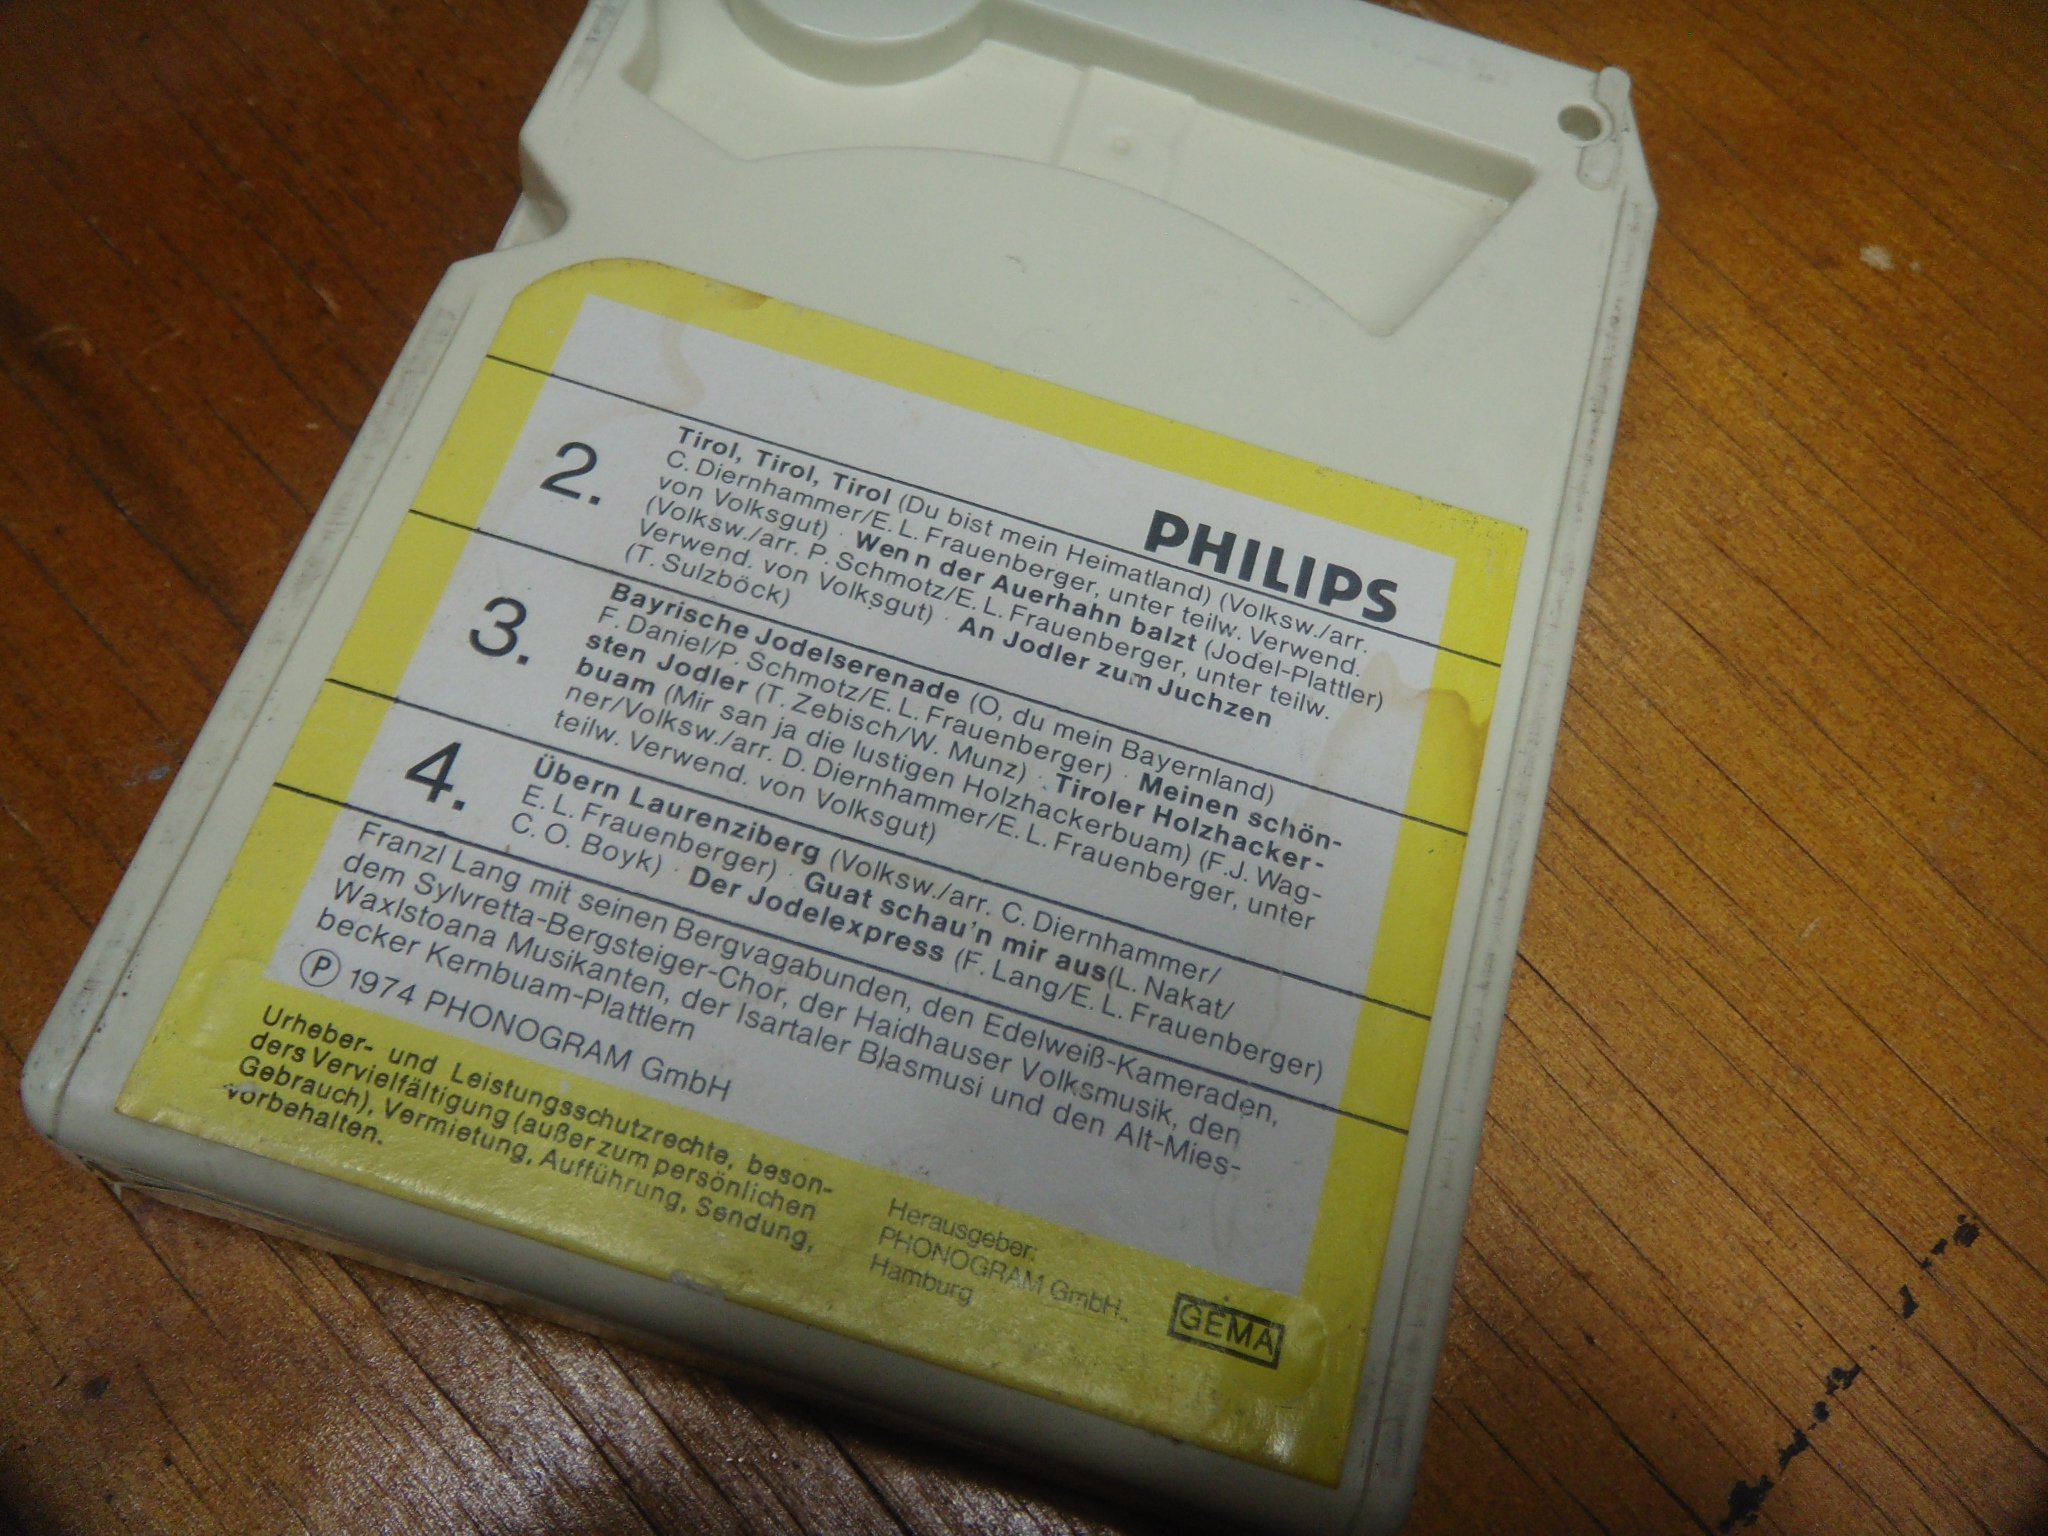 PHILIPS
2.
Tirol, Tirol, Tirol (Du bist mein Heimatland) (Volksw./arr.
C. Diernhammer/E. L. Frauenberger, unter teilw. Verwend.
von Volksgut) · Wenn der Auerhahn balzt (Jodel-Plattler)
(Volksw./arr. P. Schmotz/E. L. Frauenberger, unter teilw.
Verwend. von Volksgut) · An Jodler zum Juchzen
(T. Sulzböck)
3.
Bayrische Jodelserenade (O, du mein Bayernland)
F. Daniel/P. Schmotz/E. L. Frauenberger) · Meinen schön-
sten Jodler (T. Zebisch/W. Munz) · Tiroler Holzhacker-
buam (Mir san ja die lustigen Holzhackerbuam) (F. J. Wag-
ner/Volksw./arr. D. Diernhammer/E. L. Frauenberger, unter
teilw. Verwend. von Volksgut)
4.
Übern Laurenziberg (Volksw./arr. C. Diernhammer/
E. L. Frauenberger) · Guat schau'n mir aus(L. Nakat/
C. O. Boyk) · Der Jodelexpress (F. Lang/E. L. Frauenberger)
Franzl Lang mit seinen Bergvagabunden, den Edelweiß-Kameraden,
dem Sylvretta-Bergsteiger-Chor, der Haidhauser Volksmusik, den
Waxlstoana Musikanten, der Isartaler Blasmusi und den Alt-Mies-
becker Kernbuam-Plattlern
Ⓟ 1974 PHONOGRAM GmbH
Urheber- und Leistungsschutzrechte, beson-
ders Vervielfältigung (außer zum persönlichen
Gebrauch), Vermietung, Aufführung, Sendung,
vorbehalten.
Herausgeber:
PHONOGRAM GmbH.
Hamburg
GEMA